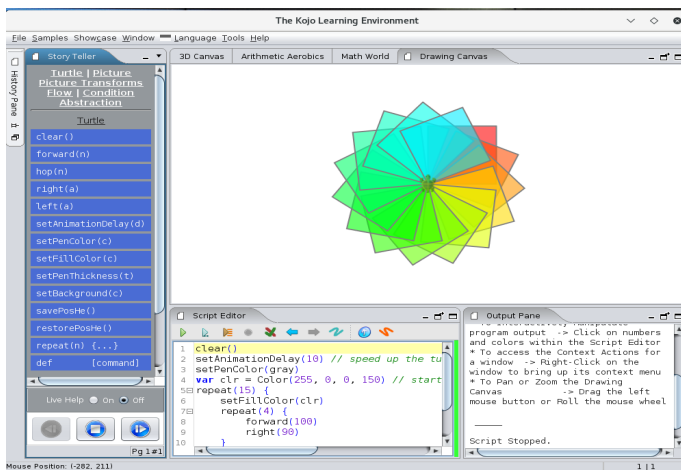 The Kojo Learning Environment
File Samples Showcase Window Language Tools Help
Story Teller
3D Canvas Arithmetic Aerobics Math World Drawing Canvas
History Pane
Turtle | Picture
Picture Transforms
Flow | Condition
Abstraction
Turtle
clear()
forward(n)
hop(n)
right(a)
left(a)
setAnimationDelay(d)
setPenColor(c)
setFillColor(c)
setPenThickness(t)
setBackground(c)
savePosHe()
restorePosHe()
repeat(n) {...}
def [command]
Live Help On Off
Pg 1#1
Script Editor
1 clear()
2 setAnimationDelay(10) // speed up the tu
3 setPenColor(gray)
4 var clr = Color(255, 0, 0, 150) // start
5 repeat(15) {
6 setFillColor(clr)
7 repeat(4) {
8 forward(100)
9 right(90)
10 }
Output Pane
program output -> Click on numbers
and colors within the Script Editor
* To access the Context Actions for
a window -> Right-Click on the
window to bring up its context menu
* To Pan or Zoom the Drawing
Canvas -> Drag the left
mouse button or Roll the mouse wheel
_____
Script Stopped.
Mouse Position: (-282, 211)
1|1